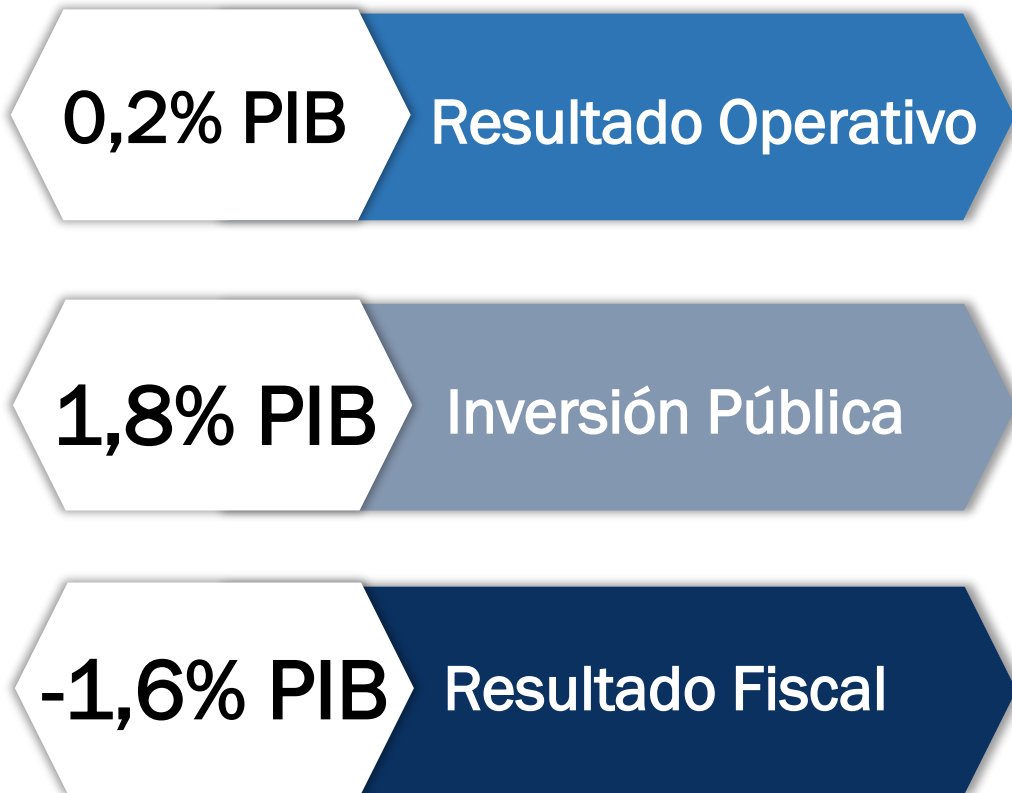 0,2% PIB Resultado Operativo
1,8% PIB Inversión Pública
-1,6% PIB Resultado Fiscal